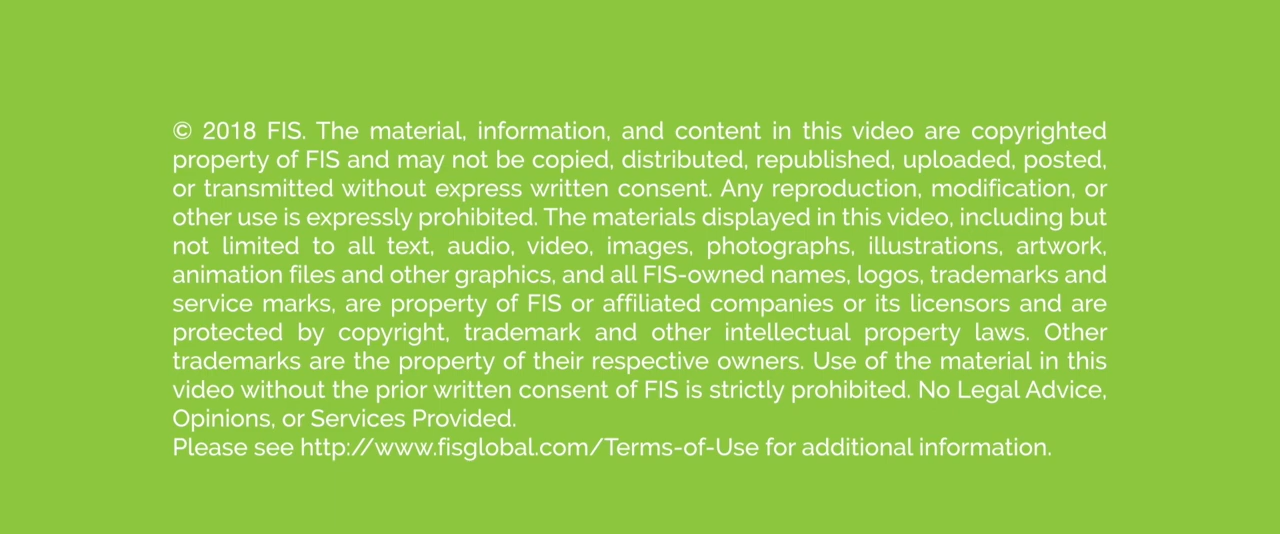 © 2018 FIS. The material, information, and content in this video are copyrighted
property of FIS and may not be copied, distributed, republished, uploaded, posted,
or transmitted without express written consent. Any reproduction, modification, or
other use is expressly prohibited. The materials displayed in this video, including but
not limited to all text, audio, video, images, photographs, illustrations, artwork,
animation files and other graphics, and all FIS-owned names, logos, trademarks and
service marks, are property of FIS or affiliated companies or its licensors and are
protected by copyright, trademark and other intellectual property laws. Other
trademarks are the property of their respective owners. Use of the material in this
video without the prior written consent of FIS is strictly prohibited. No Legal Advice,
Opinions, or Services Provided.
Please see http://www.fisglobal.com/Terms-of-Use for additional information.